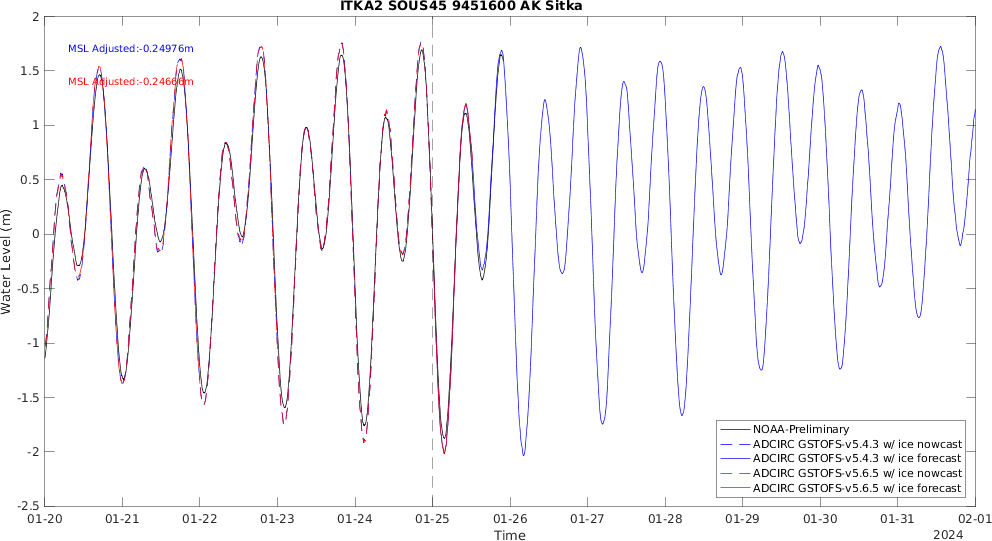 ITKA2 SOUS45 9451600 AK Sitka
MSL Adjusted:-0.24976m
MSL Adjusted:-0.24666m
2
1.5
1
0.5
0
-0.5
-1
-1.5
-2
-2.5
Water Level (m)
NOAA-Preliminary
ADCIRC GSTOFS-v5.4.3 w/ ice nowcast
ADCIRC GSTOFS-v5.4.3 w/ ice forecast
ADCIRC GSTOFS-v5.6.5 w/ ice nowcast
ADCIRC GSTOFS-v5.6.5 w/ ice forecast
01-20 01-21 01-22 01-23 01-24 01-25 01-26 01-27 01-28 01-29 01-30 01-31 02-01
Time
2024